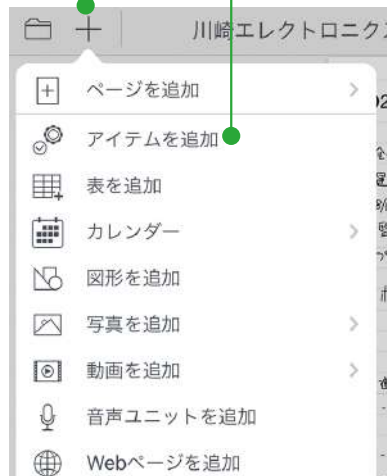 川崎エレクトロニク
ページを追加
アイテムを追加
表を追加
カレンダー
図形を追加
写真を追加
動画を追加
音声ユニットを追加
Webページを追加